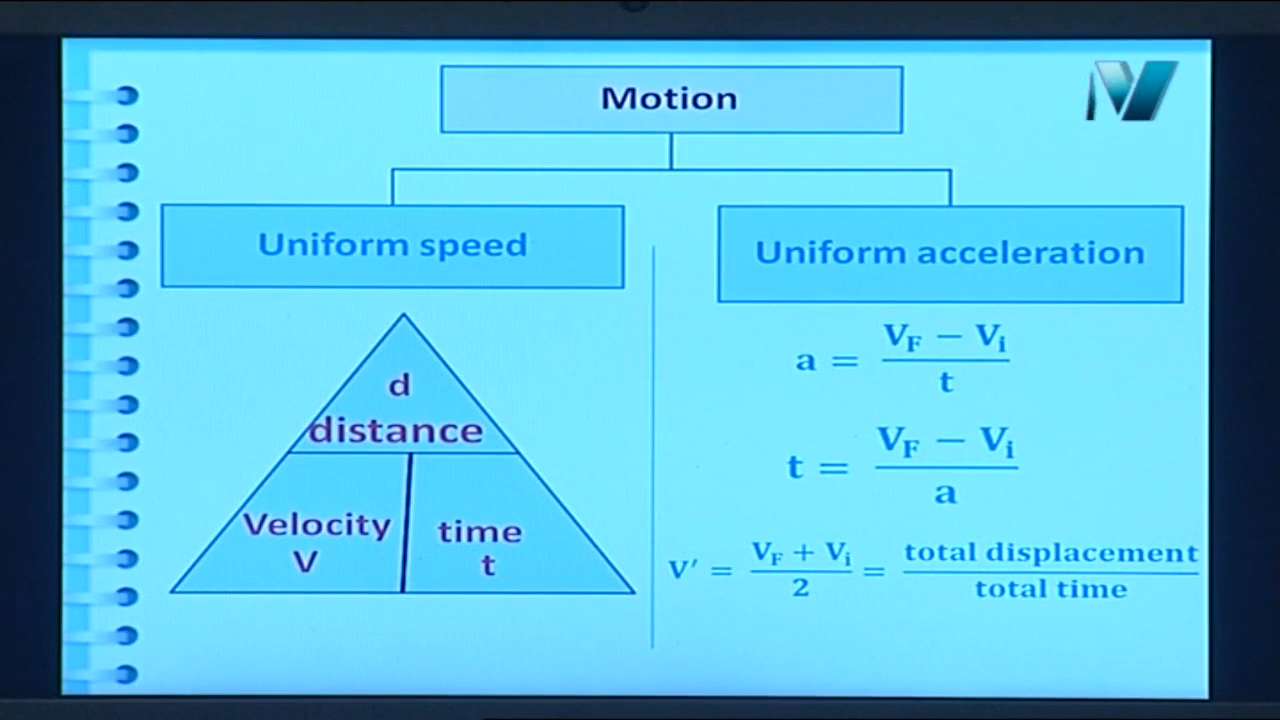 Motion
Uniform speed
Uniform acceleration
d
distance
Velocity
V
time
t
a = (V_F − V_i) / t
t = (V_F − V_i) / a
V′ = (V_F + V_i) / 2 = total displacement / total time